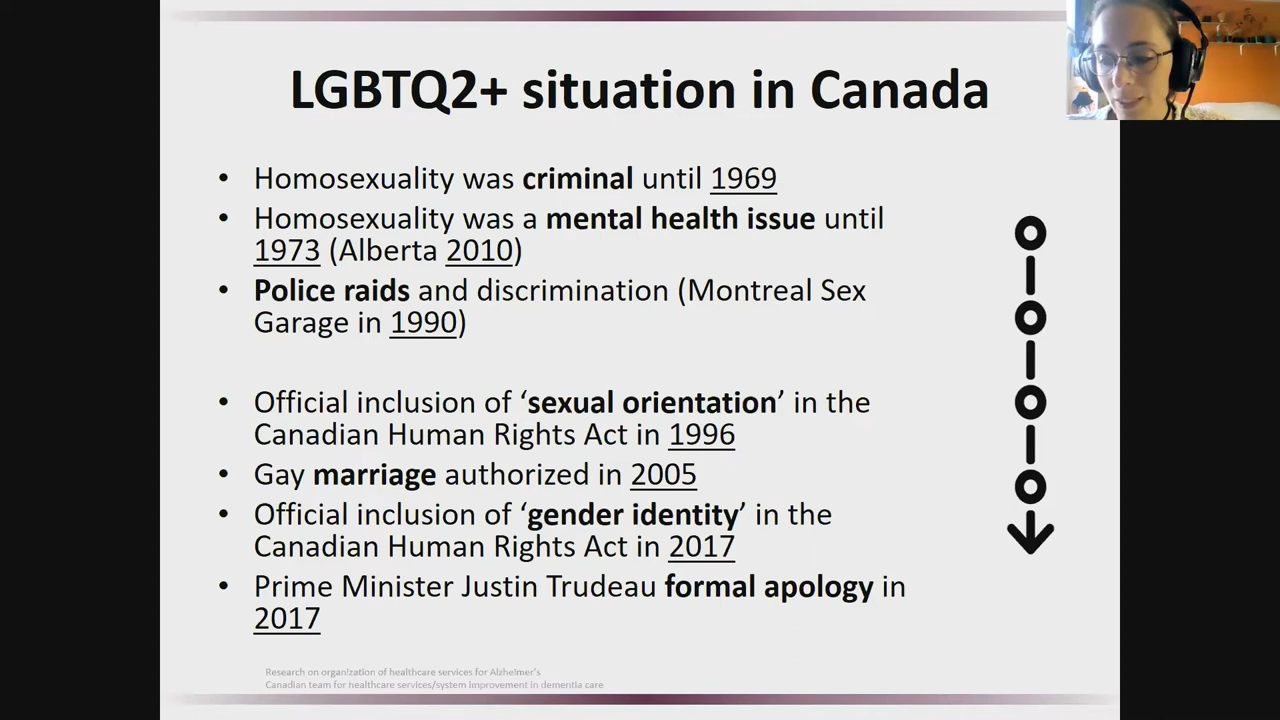 LGBTQ2+ situation in Canada
• Homosexuality was criminal until 1969
• Homosexuality was a mental health issue until
1973 (Alberta 2010)
• Police raids and discrimination (Montreal Sex
Garage in 1990)
• Official inclusion of ‘sexual orientation’ in the
Canadian Human Rights Act in 1996
• Gay marriage authorized in 2005
• Official inclusion of ‘gender identity’ in the
Canadian Human Rights Act in 2017
• Prime Minister Justin Trudeau formal apology in
2017
Research on organization of healthcare services for Alzheimer's
Canadian team for healthcare services/system improvement in dementia care